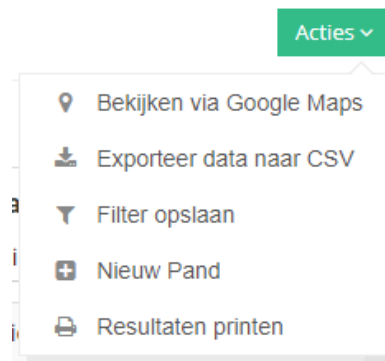 Acties
Bekijken via Google Maps
Exporteer data naar CSV
Filter opslaan
Nieuw Pand
Resultaten printen